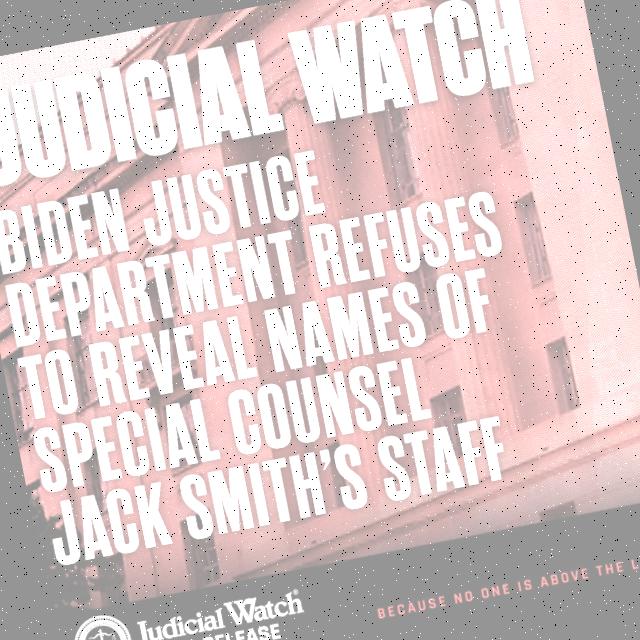 JUDICIAL WATCH
BIDEN JUSTICE
DEPARTMENT REFUSES
TO REVEAL NAMES OF
SPECIAL COUNSEL
JACK SMITH'S STAFF
Judicial Watch®
RELEASE
BECAUSE NO ONE IS ABOVE THE